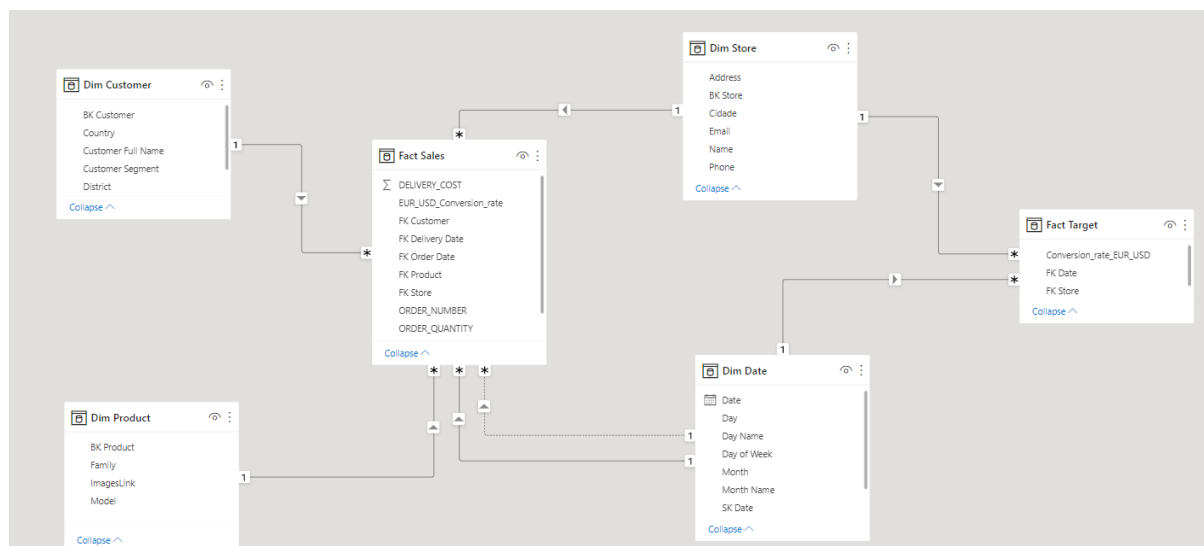 Dim Customer
BK Customer
Country
Customer Full Name
Customer Segment
District
Collapse
1
*
Dim Store
Address
BK Store
Cidade
Email
Name
Phone
Collapse
1
1
*
Fact Sales
DELIVERY_COST
EUR_USD_Conversion_rate
FK Customer
FK Delivery Date
FK Order Date
FK Product
FK Store
ORDER_NUMBER
ORDER_QUANTITY
Collapse
*
*
*
Fact Target
Conversion_rate_EUR_USD
FK Date
FK Store
Collapse
*
*
Dim Product
BK Product
Family
ImagesLink
Model
Collapse
1
1
Dim Date
Date
Day
Day Name
Day of Week
Month
Month Name
SK Date
Collapse
1
1